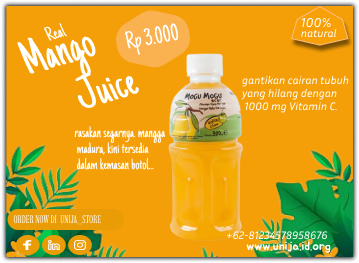 Real
Mango
Juice
Rp 3.000
100%
natural
gantikan cairan tubuh
yang hilang dengan
1000 mg Vitamin C.
MOGU MOGU
rasakan segarnya mangga
madura, kini tersedia
dalam kemasan botol...
ORDER NOW DI UNIJA_STORE
+62-81234578958676
www.unija.id.org